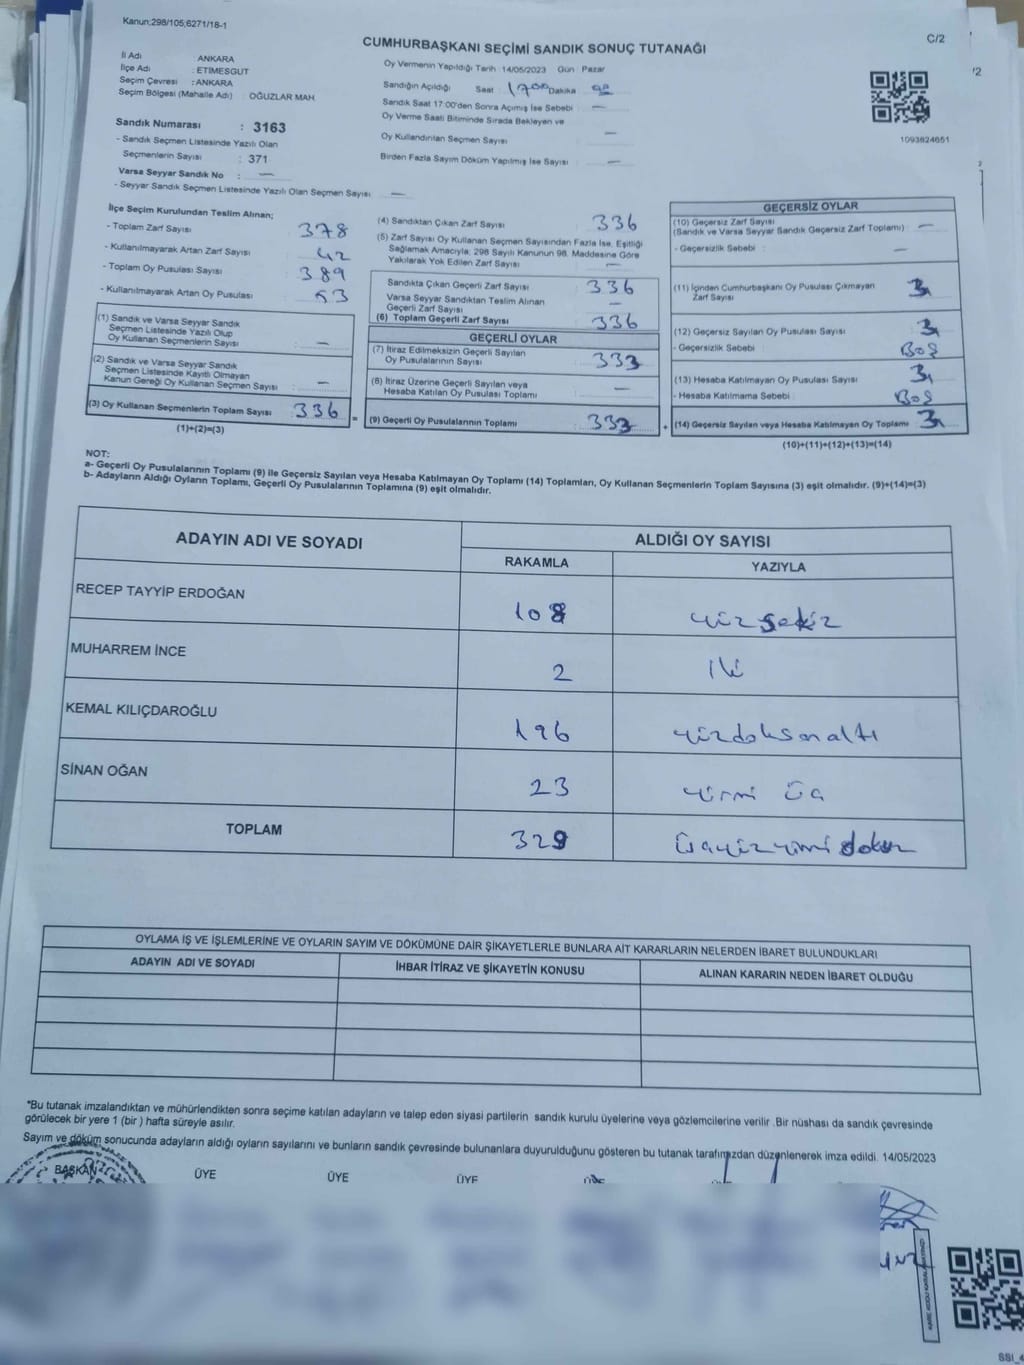 Kanun;298/105;6271/18-1
C/2
CUMHURBAŞKANI SEÇİMİ SANDIK SONUÇ TUTANAĞI
İl Adı : ANKARA
İlçe Adı : ETİMESGUT
Seçim Çevresi : ANKARA
Seçim Bölgesi (Mahalle Adı) : OĞUZLAR MAH.
Sandık Numarası : 3163
- Sandık Seçmen Listesinde Yazılı Olan
Seçmenlerin Sayısı : 371
Varsa Seyyar Sandık No : —
- Seyyar Sandık Seçmen Listesinde Yazılı Olan Seçmen Sayısı : —
Oy Vermenin Yapıldığı Tarih : 14/05/2023 Gün : Pazar
Sandığın Açıldığı Saat : 17 00 Dakika
Sandık Saat 17:00'den Sonra Açımış İse Sebebi : —
Oy Verme Saati Bitiminde Sırada Bekleyen ve
Oy Kullandırılan Seçmen Sayısı : —
Birden Fazla Sayım Döküm Yapılmış İse Sayısı : —
1093624651
İlçe Seçim Kurulundan Teslim Alınan;
- Toplam Zarf Sayısı : 378
- Kullanılmayarak Artan Zarf Sayısı : 42
- Toplam Oy Pusulası Sayısı : 389
- Kullanılmayarak Artan Oy Pusulası : 53
(1) Sandık ve Varsa Seyyar Sandık
Seçmen Listesinde Yazılı Olup
Oy Kullanan Seçmenlerin Sayısı : —
(2) Sandık ve Varsa Seyyar Sandık
Seçmen Listesinde Kayıtlı Olmayan
Kanun Gereği Oy Kullanan Seçmen Sayısı : —
(3) Oy Kullanan Seçmenlerin Toplam Sayısı : 336
(1)+(2)=(3)
(4) Sandıktan Çıkan Zarf Sayısı : 336
(5) Zarf Sayısı Oy Kullanan Seçmen Sayısından Fazla İse, Eşitliği
Sağlamak Amacıyla; 298 Sayılı Kanunun 98. Maddesine Göre
Yakılarak Yok Edilen Zarf Sayısı : —
Sandıkta Çıkan Geçerli Zarf Sayısı : 336
Varsa Seyyar Sandıktan Teslim Alınan
Geçerli Zarf Sayısı : —
(6) Toplam Geçerli Zarf Sayısı : 336
GEÇERLİ OYLAR
(7) İtiraz Edilmeksizin Geçerli Sayılan
Oy Pusulalarının Sayısı : 333
(8) İtiraz Üzerine Geçerli Sayılan veya
Hesaba Katılan Oy Pusulası Toplamı : —
(9) Geçerli Oy Pusulalarının Toplamı : 333
GEÇERSİZ OYLAR
(10) Geçersiz Zarf Sayısı
(Sandık ve Varsa Seyyar Sandık Geçersiz Zarf Toplamı) : —
- Geçersizlik Sebebi : —
(11) İçinden Cumhurbaşkanı Oy Pusulası Çıkmayan
Zarf Sayısı : 3
(12) Geçersiz Sayılan Oy Pusulası Sayısı : 3
- Geçersizlik Sebebi : BOŞ
(13) Hesaba Katılmayan Oy Pusulası Sayısı : 3
- Hesaba Katılmama Sebebi : BOŞ
(14) Geçersiz Sayılan veya Hesaba Katılmayan Oy Toplamı : 3
(10)+(11)+(12)+(13)=(14)
NOT:
a- Geçerli Oy Pusulalarının Toplamı (9) ile Geçersiz Sayılan veya Hesaba Katılmayan Oy Toplamı (14) Toplamları, Oy Kullanan Seçmenlerin Toplam Sayısına (3) eşit olmalıdır. (9)+(14)=(3)
b- Adayların Aldığı Oyların Toplamı, Geçerli Oy Pusulalarının Toplamına (9) eşit olmalıdır.
ADAYIN ADI VE SOYADI ALDIĞI OY SAYISI
RAKAMLA YAZIYLA
RECEP TAYYİP ERDOĞAN 108 yüzsekiz
MUHARREM İNCE 2 iki
KEMAL KILIÇDAROĞLU 196 yüzdoksanaltı
SİNAN OĞAN 23 yirmi üç
TOPLAM 329 üçyüzyirmidokuz
OYLAMA İŞ VE İŞLEMLERİNE VE OYLARIN SAYIM VE DÖKÜMÜNE DAİR ŞİKAYETLERLE BUNLARA AİT KARARLARIN NELERDEN İBARET BULUNDUKLARI
ADAYIN ADI VE SOYADI İHBAR İTİRAZ VE ŞİKAYETİN KONUSU ALINAN KARARIN NEDEN İBARET OLDUĞU
*Bu tutanak imzalandıktan ve mühürlendikten sonra seçime katılan adayların ve talep eden siyasi partilerin sandık kurulu üyelerine veya gözlemcilerine verilir .Bir nüshası da sandık çevresinde
görülecek bir yere 1 (bir ) hafta süreyle asılır.
Sayım ve döküm sonucunda adayların aldığı oyların sayılarını ve bunların sandık çevresinde bulunanlara duyurulduğunu gösteren bu tutanak tarafımızdan düzenlenerek imza edildi. 14/05/2023
BAŞKAN ÜYE ÜYE ÜYE